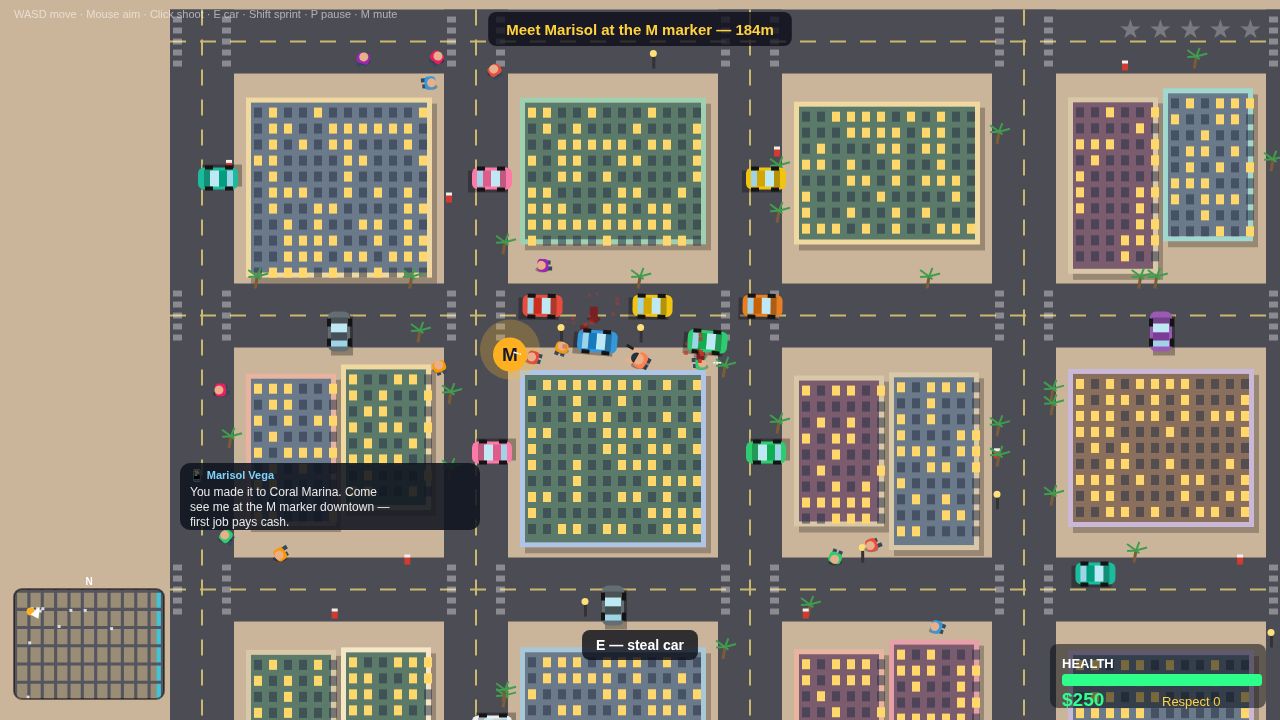 WASD move · Mouse aim · Click shoot · E car · Shift sprint · P pause · M mute
Meet Marisol at the M marker — 184m
M
Marisol Vega
You made it to Coral Marina. Come
see me at the M marker downtown —
first job pays cash.
N
E — steal car
HEALTH
$250
Respect 0